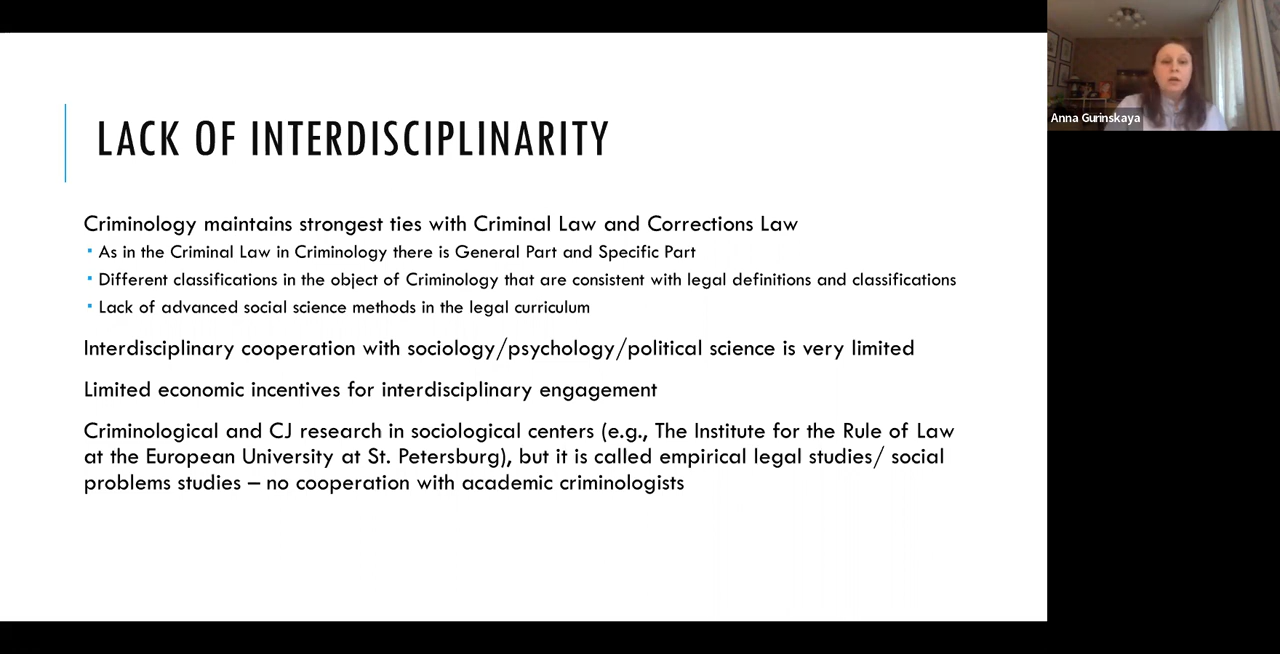 LACK OF INTERDISCIPLINARITY
Criminology maintains strongest ties with Criminal Law and Corrections Law
▪ As in the Criminal Law in Criminology there is General Part and Specific Part
▪ Different classifications in the object of Criminology that are consistent with legal definitions and classifications
▪ Lack of advanced social science methods in the legal curriculum
Interdisciplinary cooperation with sociology/psychology/political science is very limited
Limited economic incentives for interdisciplinary engagement
Criminological and CJ research in sociological centers (e.g., The Institute for the Rule of Law
at the European University at St. Petersburg), but it is called empirical legal studies/ social
problems studies – no cooperation with academic criminologists
Anna Gurinskaya